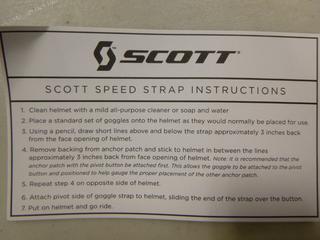 SCOTT
SCOTT SPEED STRAP INSTRUCTIONS
1. Clean helmet with a mild all-purpose cleaner or soap and water
2. Place a standard set of goggles onto the helmet as they would normally be placed for use.
3. Using a pencil, draw short lines above and below the strap approximately 3 inches back
from the face opening of helmet.
4. Remove backing from anchor patch and stick to helmet in between the lines
approximately 3 inches back from face opening of helmet. Note: it is recommended that the
anchor patch with the pivot button be attached first. This allows the goggle to be attached to the pivot
button and positioned to help gauge the proper placement of the other anchor patch.
5. Repeat step 4 on opposite side of helmet.
6. Attach pivot side of goggle strap to helmet, sliding the end of the strap over the button.
7. Put on helmet and go ride.